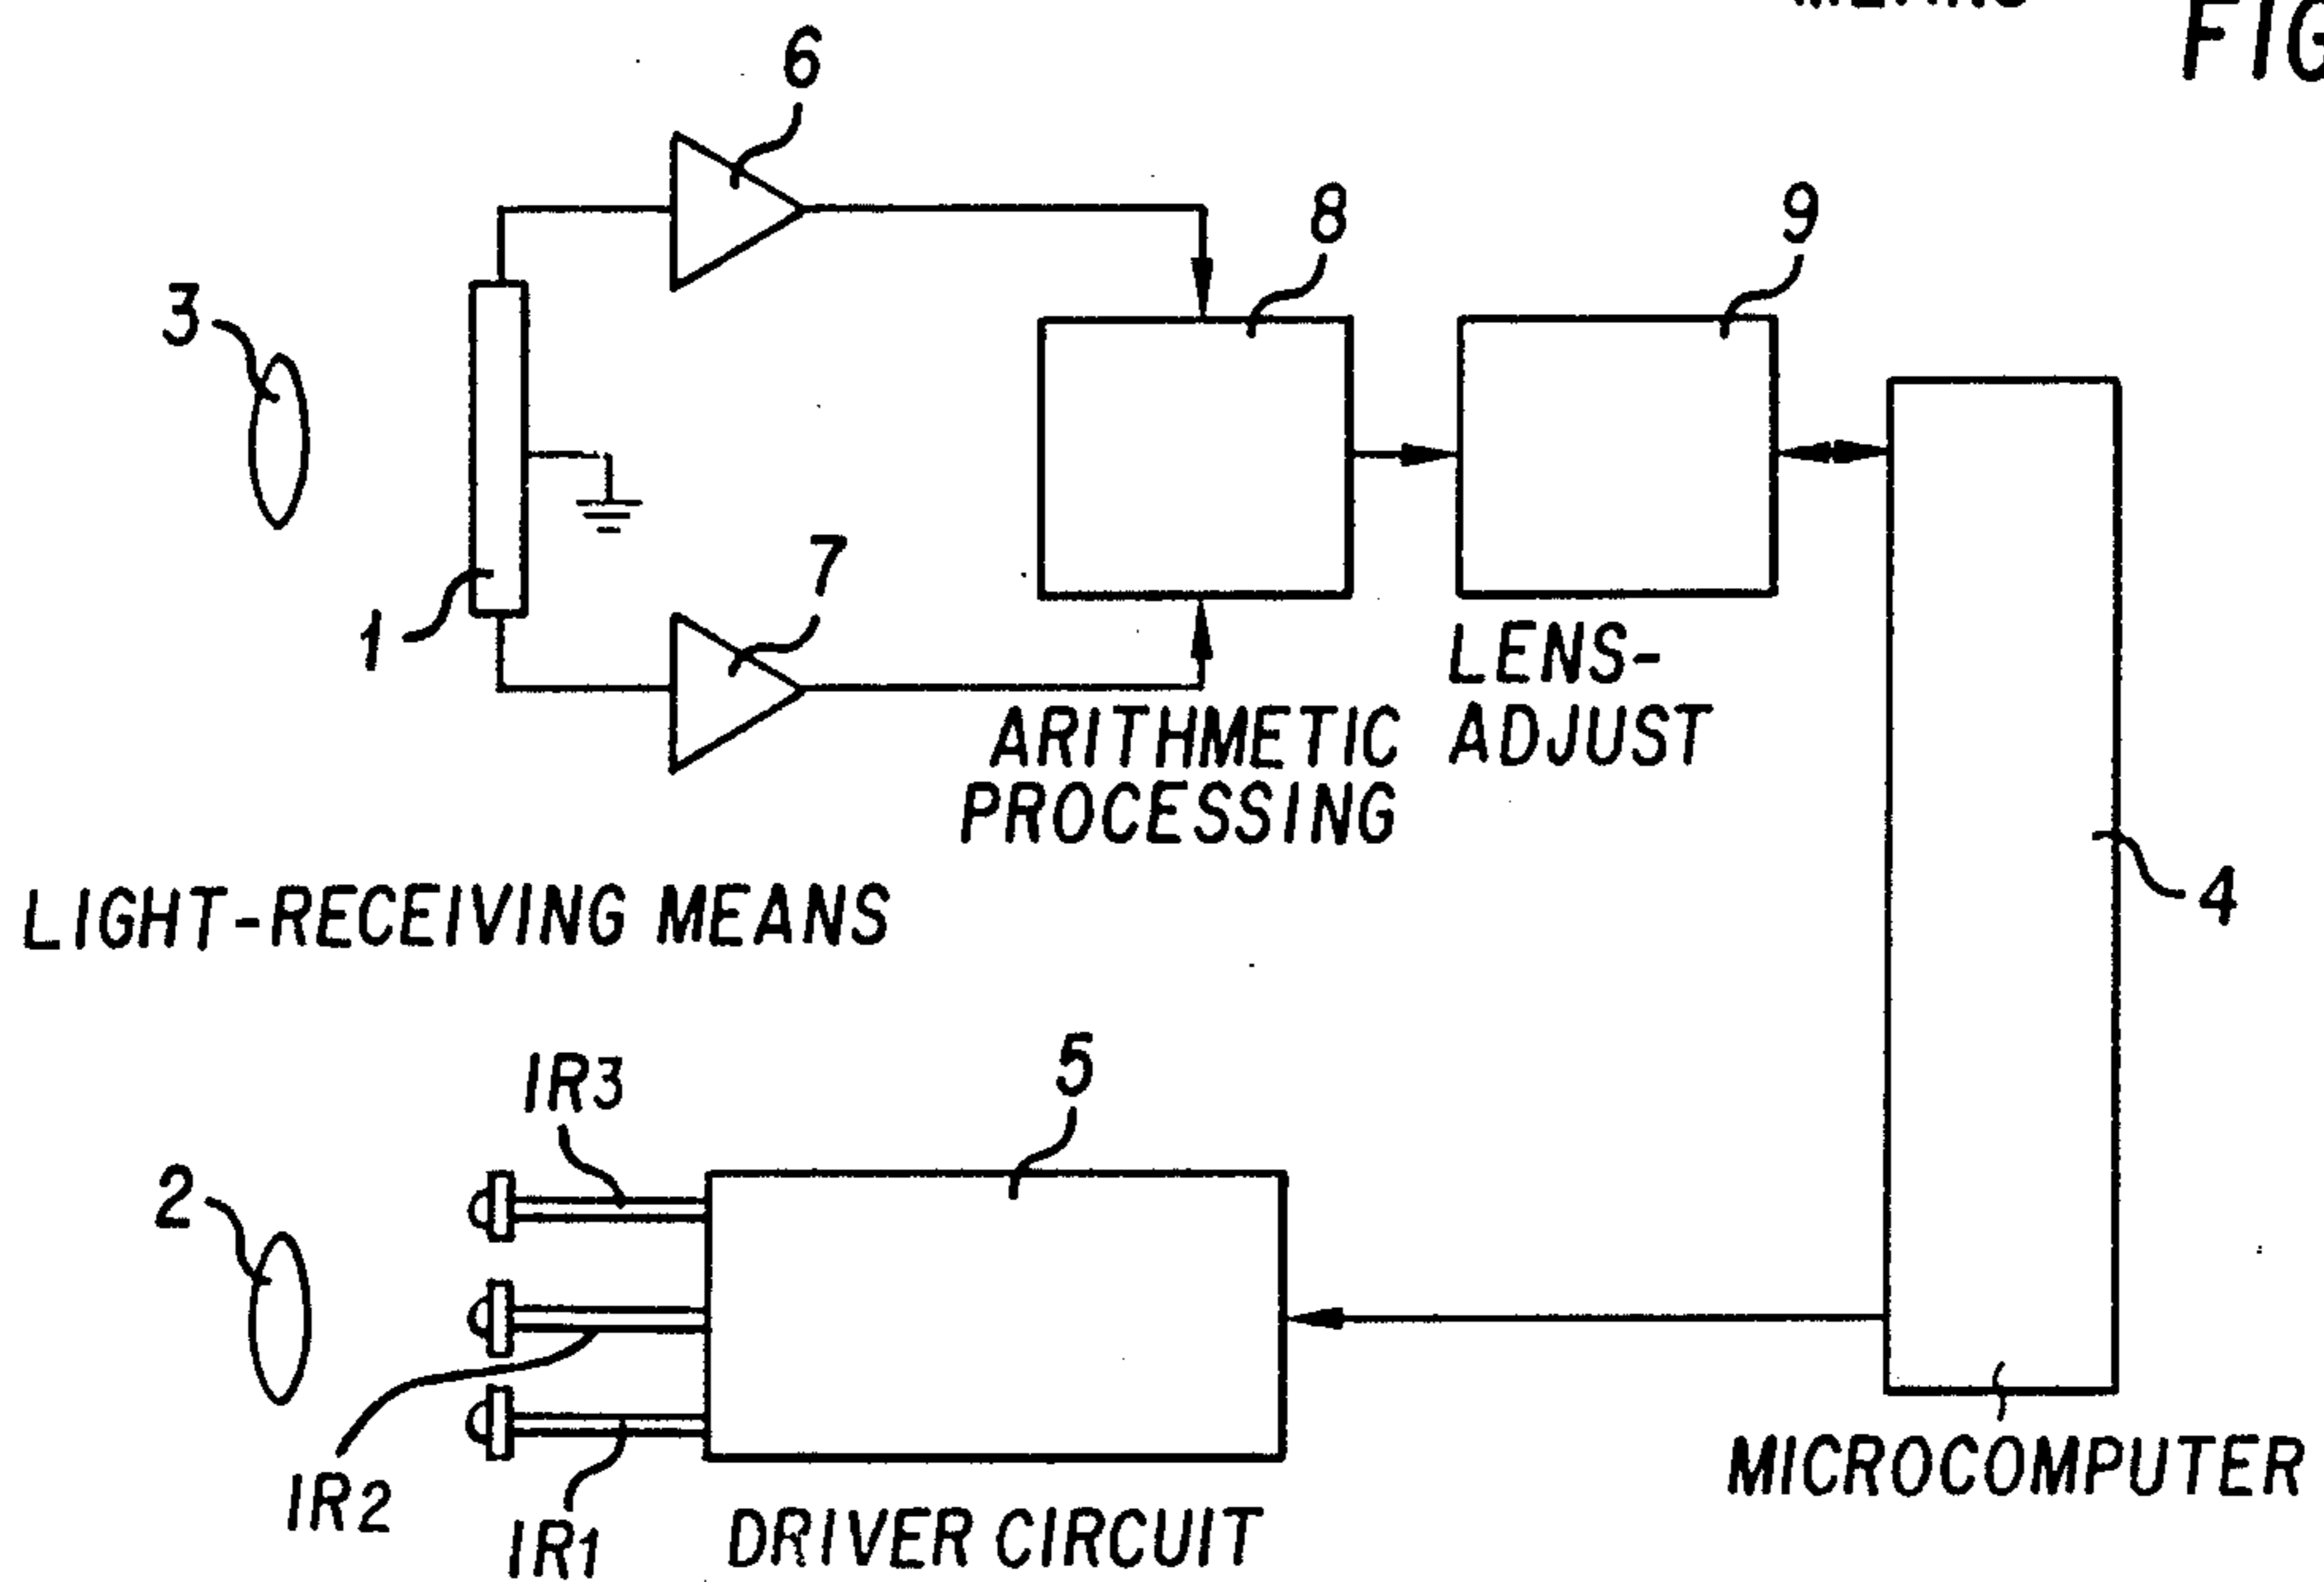 FIG
6
8
9
3
7
1
LENS-
ADJUST
ARITHMETIC
PROCESSING
4
LIGHT-RECEIVING MEANS
IR3
5
2
IR2
IR1
DRIVER CIRCUIT
MICROCOMPUTER